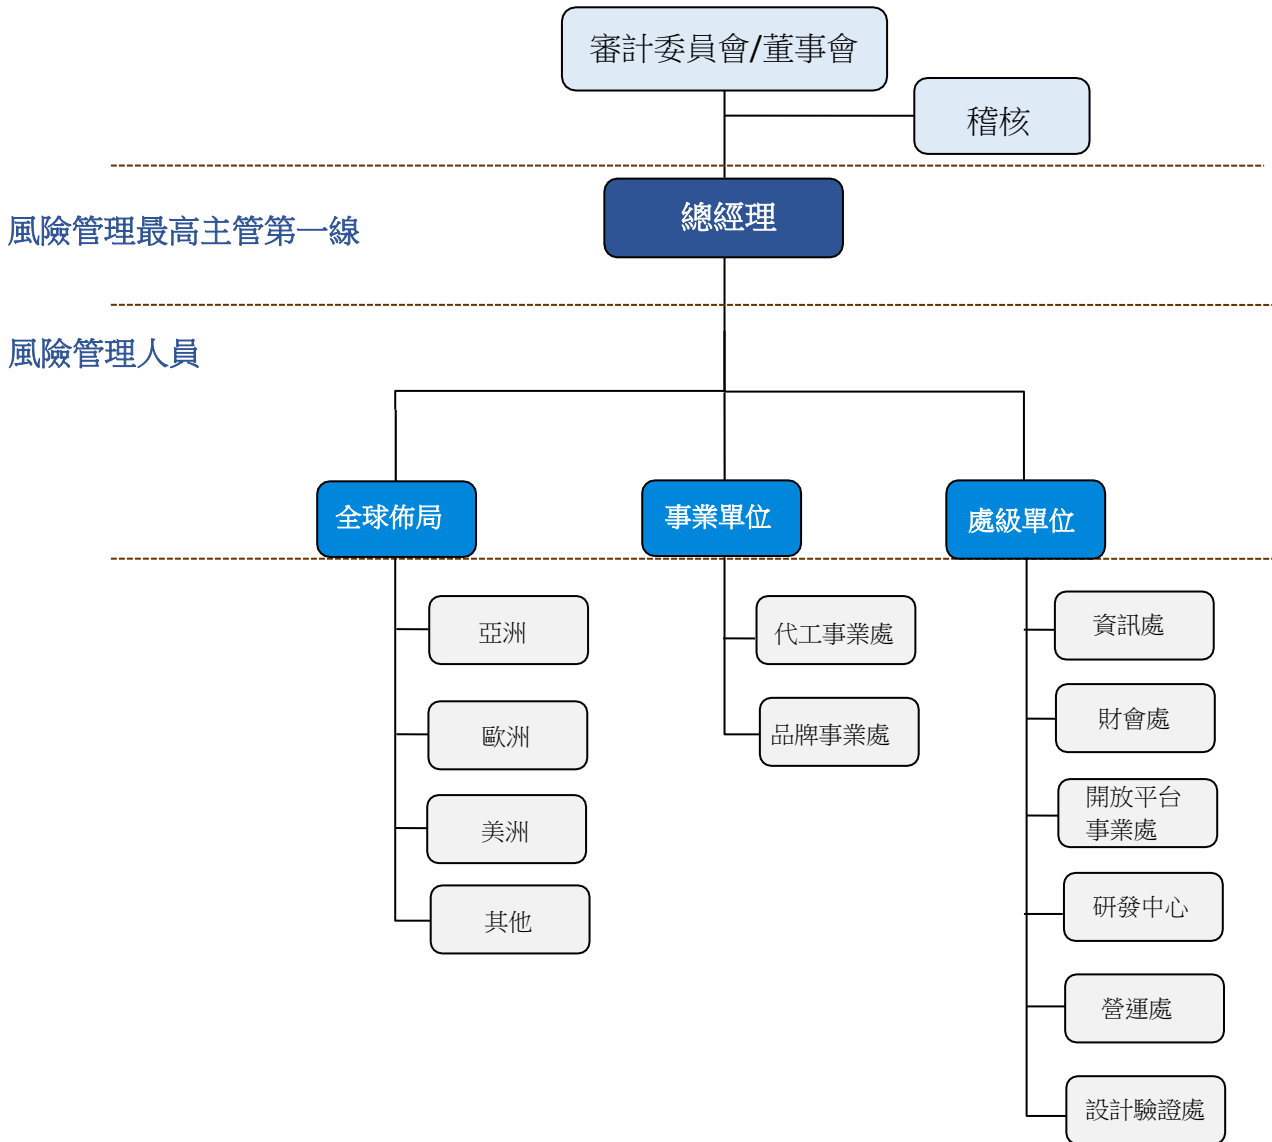 審計委員會/董事會
稽核
總經理
風險管理最高主管第一線
風險管理人員
全球佈局
事業單位
處級單位
亞洲
歐洲
美洲
其他
代工事業處
品牌事業處
資訊處
財會處
開放平台
事業處
研發中心
營運處
設計驗證處